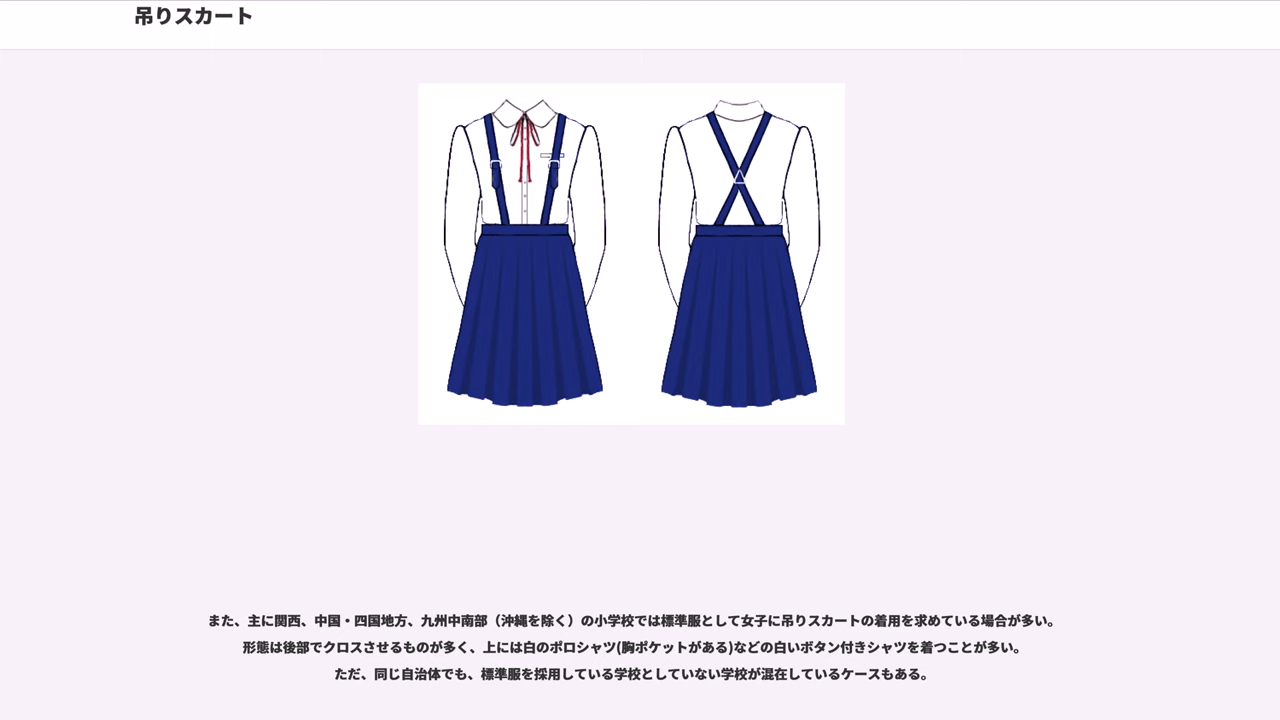 吊りスカート
また、主に関西、中国・四国地方、九州中南部（沖縄を除く）の小学校では標準服として女子に吊りスカートの着用を求めている場合が多い。
形態は後部でクロスさせるものが多く、上には白のポロシャツ(胸ポケットがある)などの白いボタン付きシャツを着つことが多い。
ただ、同じ自治体でも、標準服を採用している学校としていない学校が混在しているケースもある。